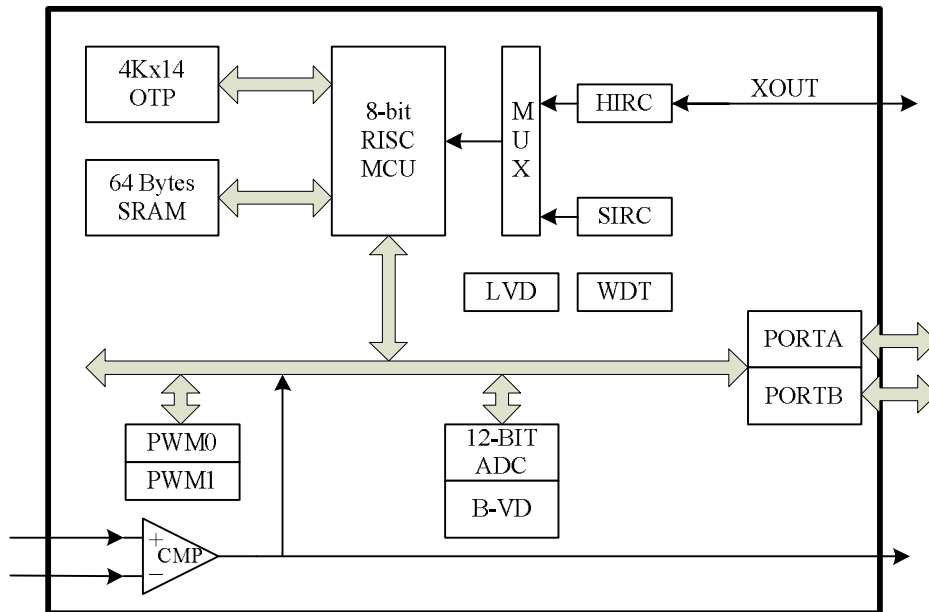 4Kx14
OTP
64 Bytes
SRAM
8-bit
RISC
MCU
M
U
X
HIRC
XOUT
SIRC
LVD
WDT
PORTA
PORTB
PWM0
PWM1
12-BIT
ADC
B-VD
+
CMP
−